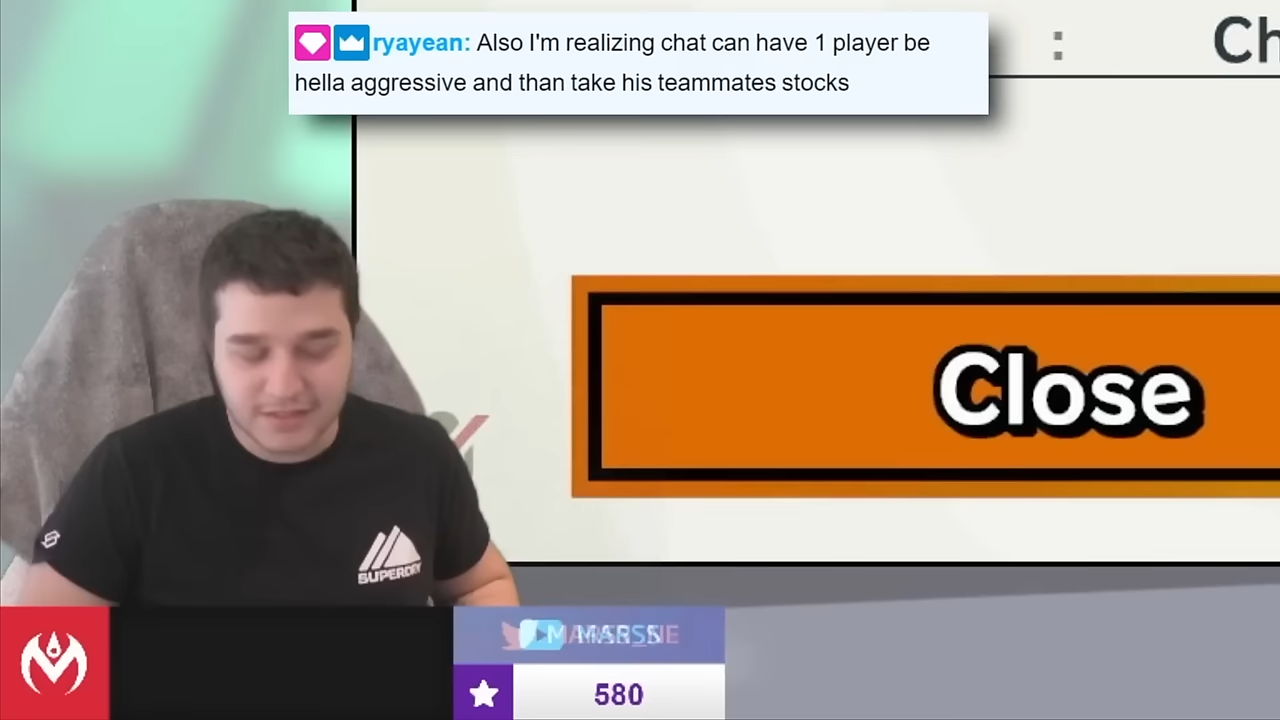 ryayean: Also I'm realizing chat can have 1 player be
hella aggressive and than take his teammates stocks
: Ch
Close
SUPERDRY
580